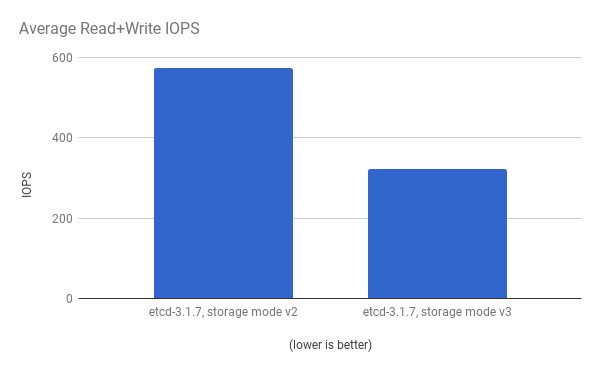 Average Read+Write IOPS
600
400
200
0
IOPS
etcd-3.1.7, storage mode v2
etcd-3.1.7, storage mode v3
(lower is better)